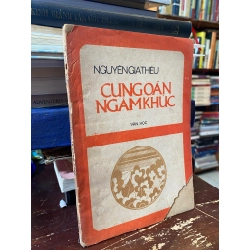 NGUYỄN GIA THIỀU
CUNG OÁN
NGÂM KHÚC
VĂN HỌC